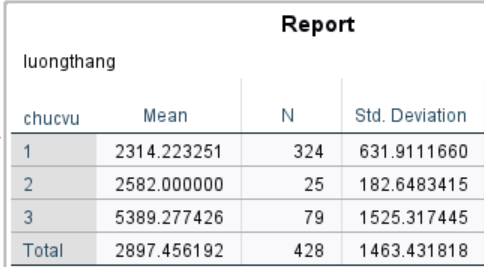 Report
luongthang
chucvu Mean N Std. Deviation
1 2314.223251 324 631.9111660
2 2582.000000 25 182.6483415
3 5389.277426 79 1525.317445
Total 2897.456192 428 1463.431818